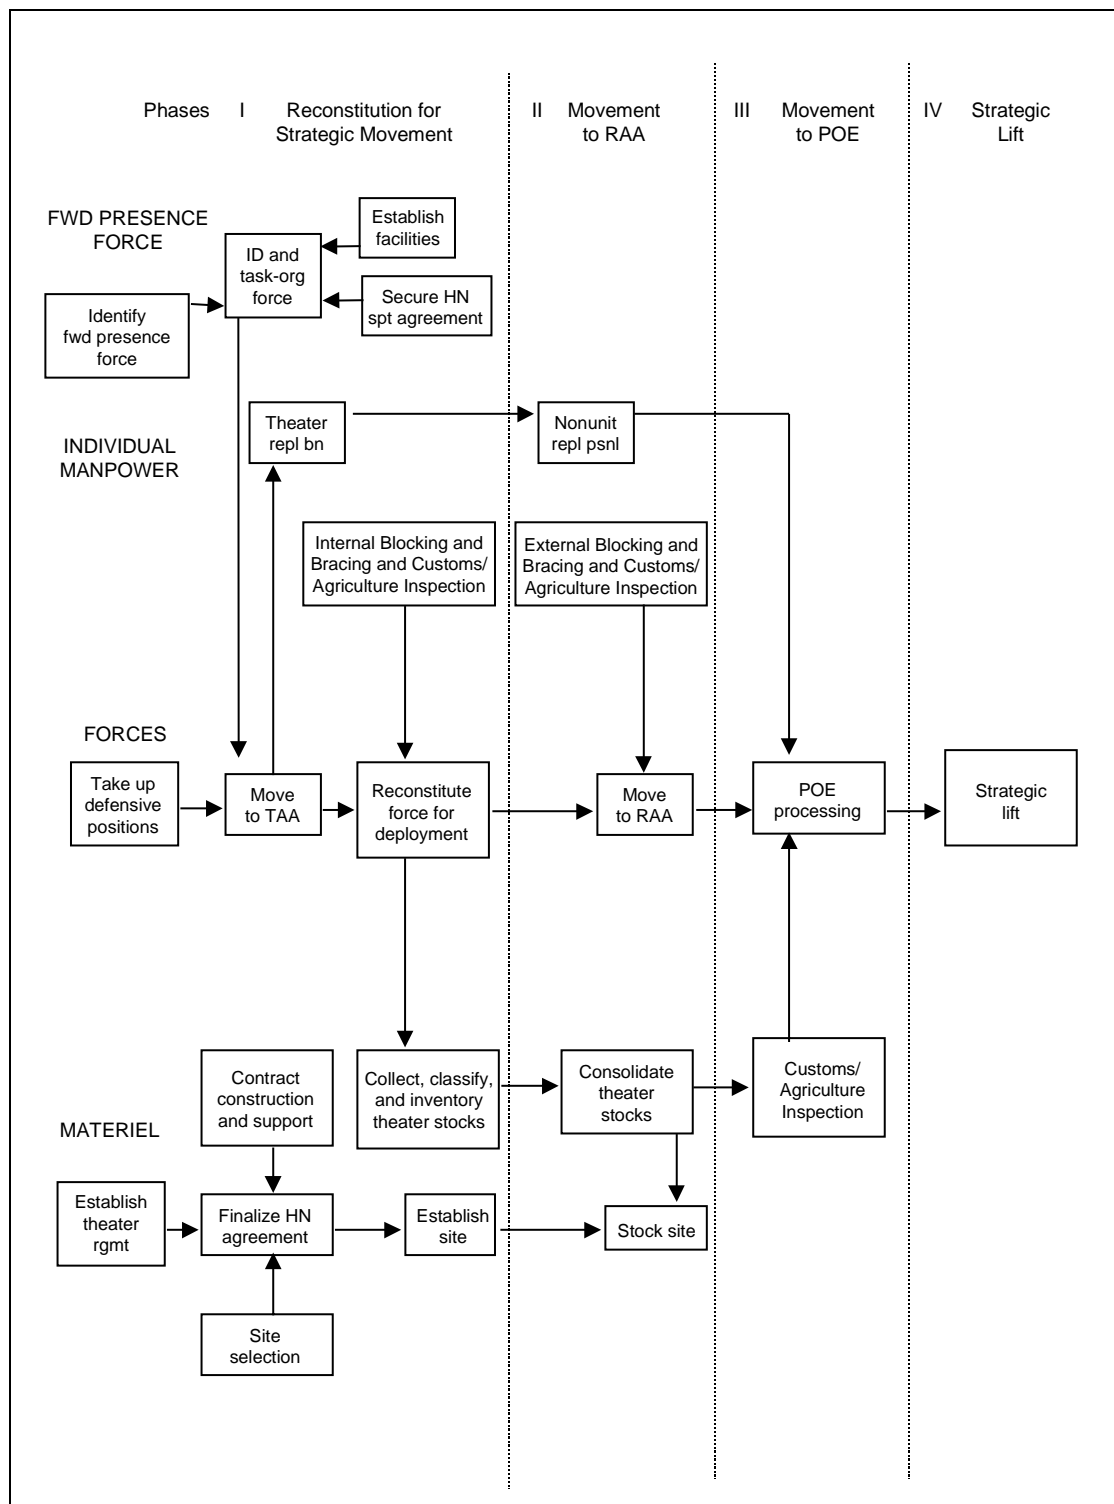 Phases I Reconstitution for
Strategic Movement
II Movement
to RAA
III Movement
to POE
IV Strategic
Lift
FWD PRESENCE
FORCE
Establish
facilities
ID and
task-org
force
Secure HN
spt agreement
Identify
fwd presence
force
INDIVIDUAL
MANPOWER
Theater
repl bn
Nonunit
repl psnl
Internal Blocking and
Bracing and Customs/
Agriculture Inspection
External Blocking and
Bracing and Customs/
Agriculture Inspection
FORCES
Take up
defensive
positions
Move
to TAA
Reconstitute
force for
deployment
Move
to RAA
POE
processing
Strategic
lift
MATERIEL
Contract
construction
and support
Collect, classify,
and inventory
theater stocks
Consolidate
theater
stocks
Customs/
Agriculture
Inspection
Establish
theater
rgmt
Finalize HN
agreement
Establish
site
Stock site
Site
selection